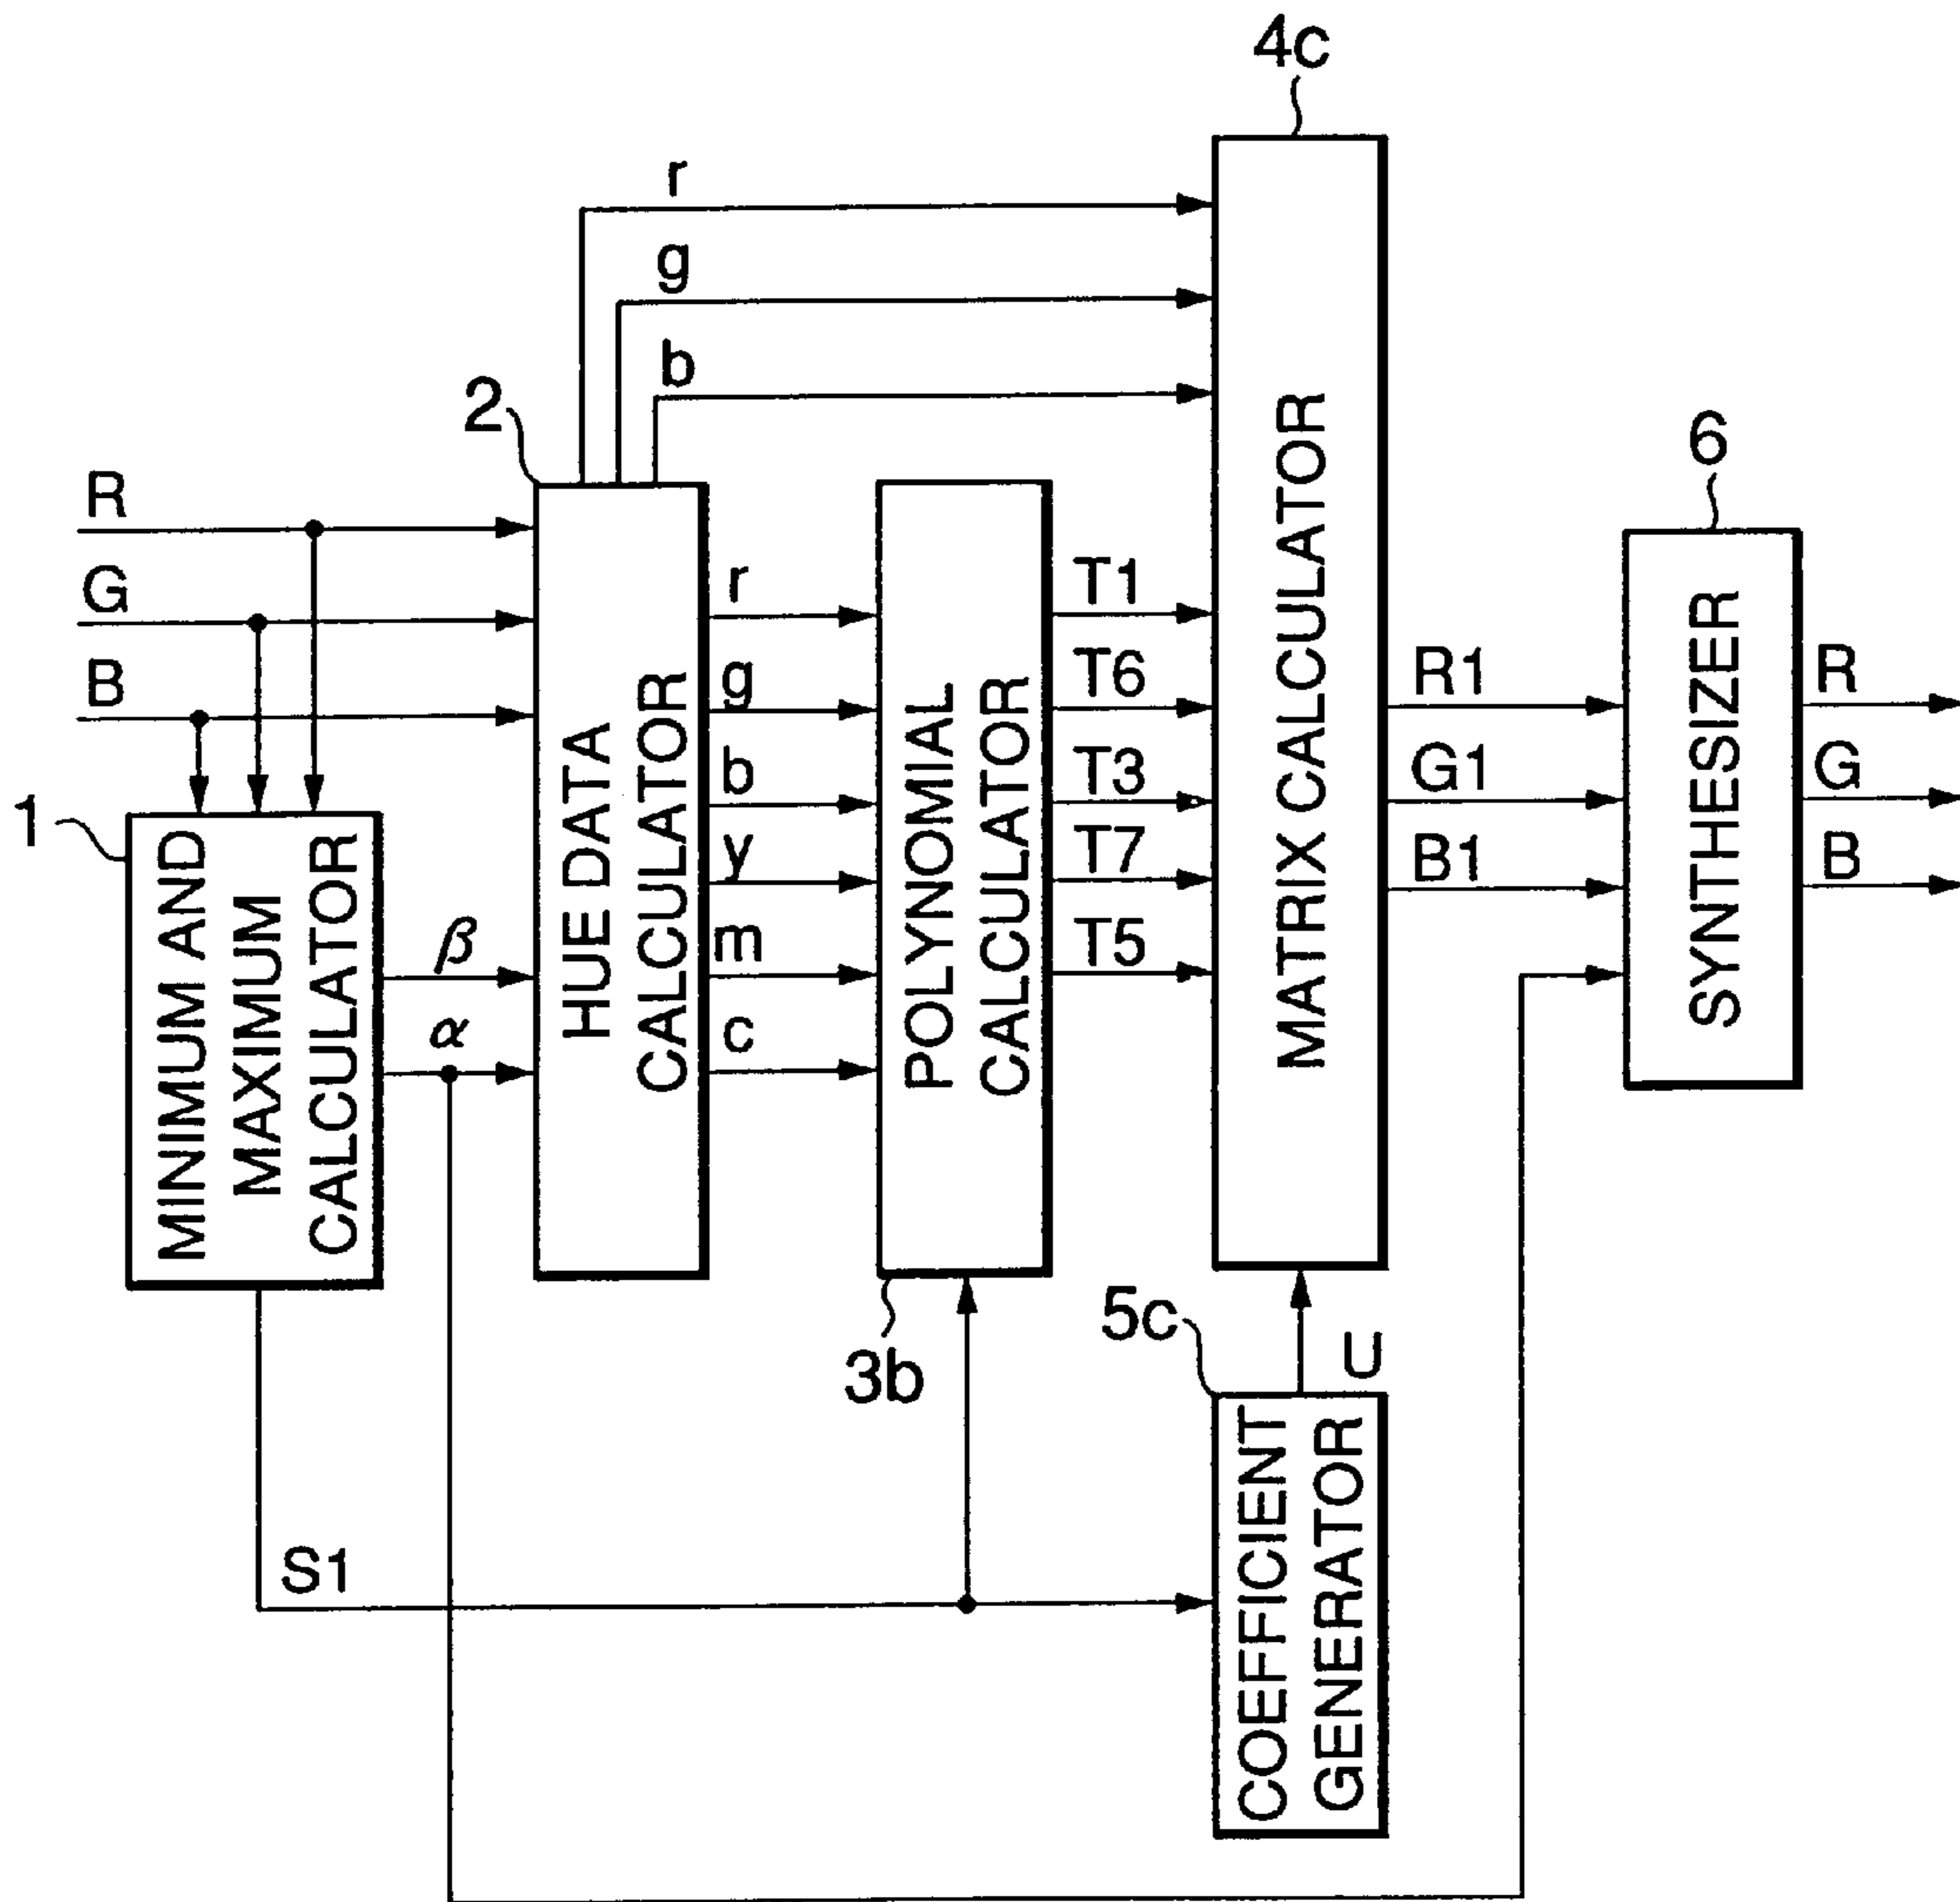 4c
r
g
b
2
6
R
G
B
r
g
b
y
m
c
T1
T6
T3
T7
T5
R1
G1
B1
R
G
B
1
β
α
MINIMUM AND
MAXIMUM
CALCULATOR
HUE DATA
CALCULATOR
POLYNOMIAL
CALCULATOR
MATRIX CALCULATOR
SYNTHESIZER
3b
5c
U
S1
COEFFICIENT
GENERATOR